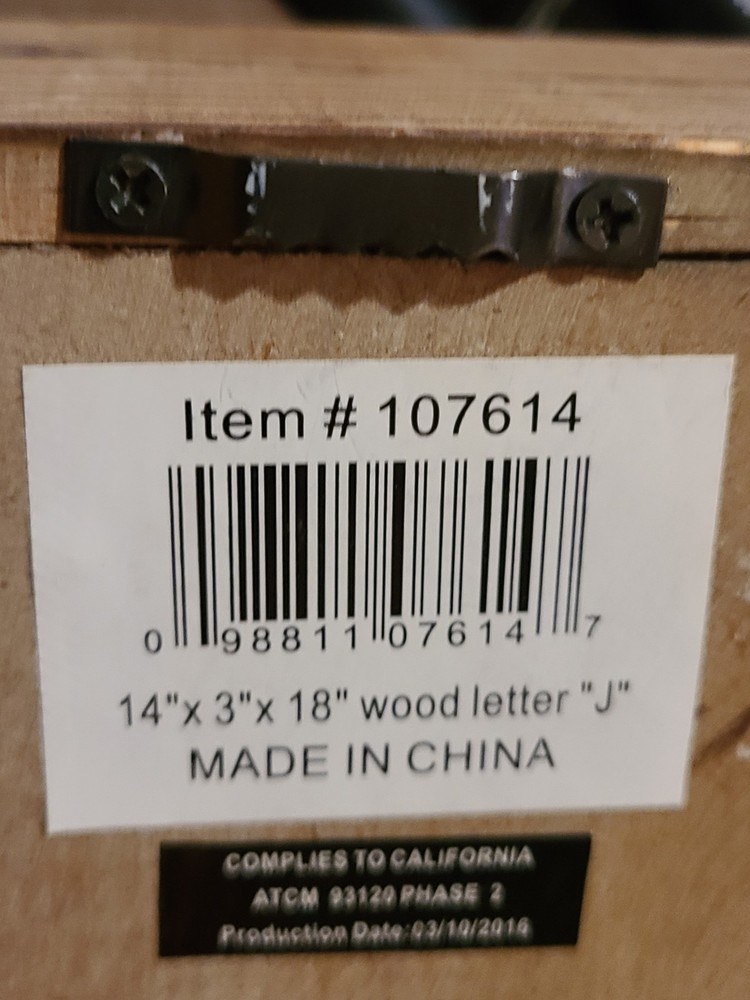 Item # 107614
0 98811 07614 7
14"x 3"x 18" wood letter "J"
MADE IN CHINA
COMPLIES TO CALIFORNIA
ATCM 93120 PHASE 2
Production Date:03/10/2016